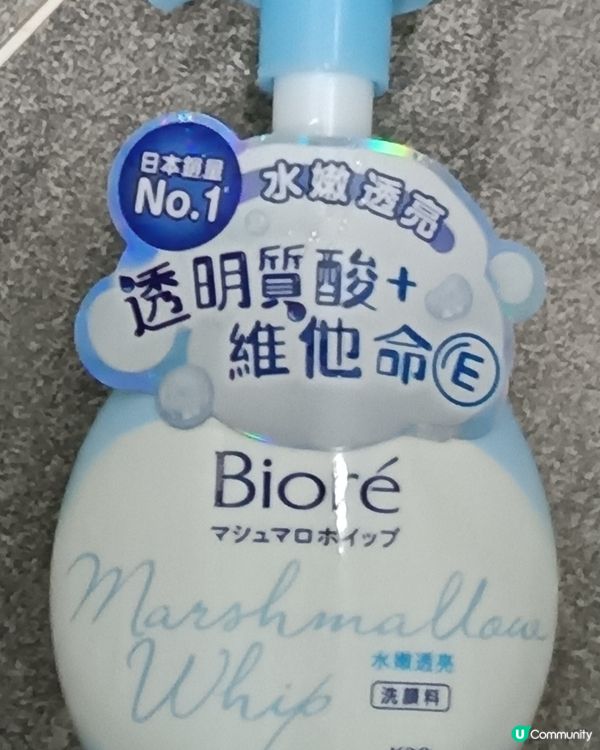 日本銷量
No.1
水嫩透亮
透明質酸+
維他命E
Bioré
マシュマロホイップ
Marshmallow
Whip
水嫩透亮
洗顔料
U Community